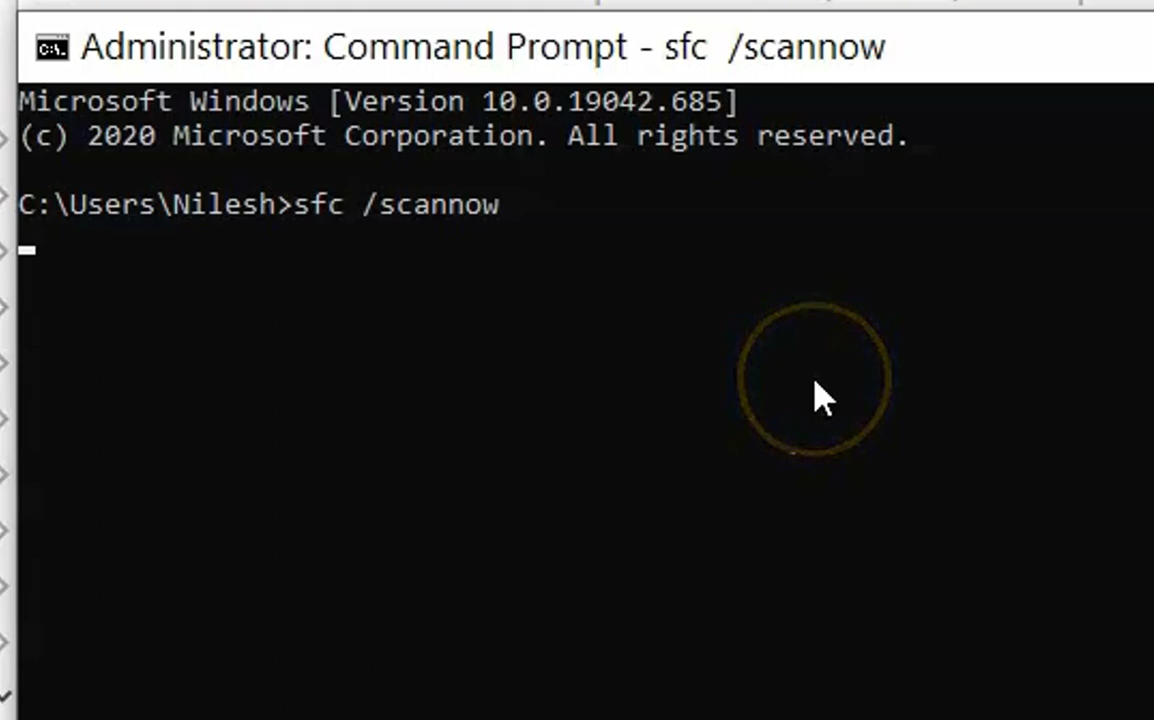 Administrator: Command Prompt - sfc  /scannow
Microsoft Windows [Version 10.0.19042.685]
(c) 2020 Microsoft Corporation. All rights reserved.
C:\Users\Nilesh>sfc /scannow